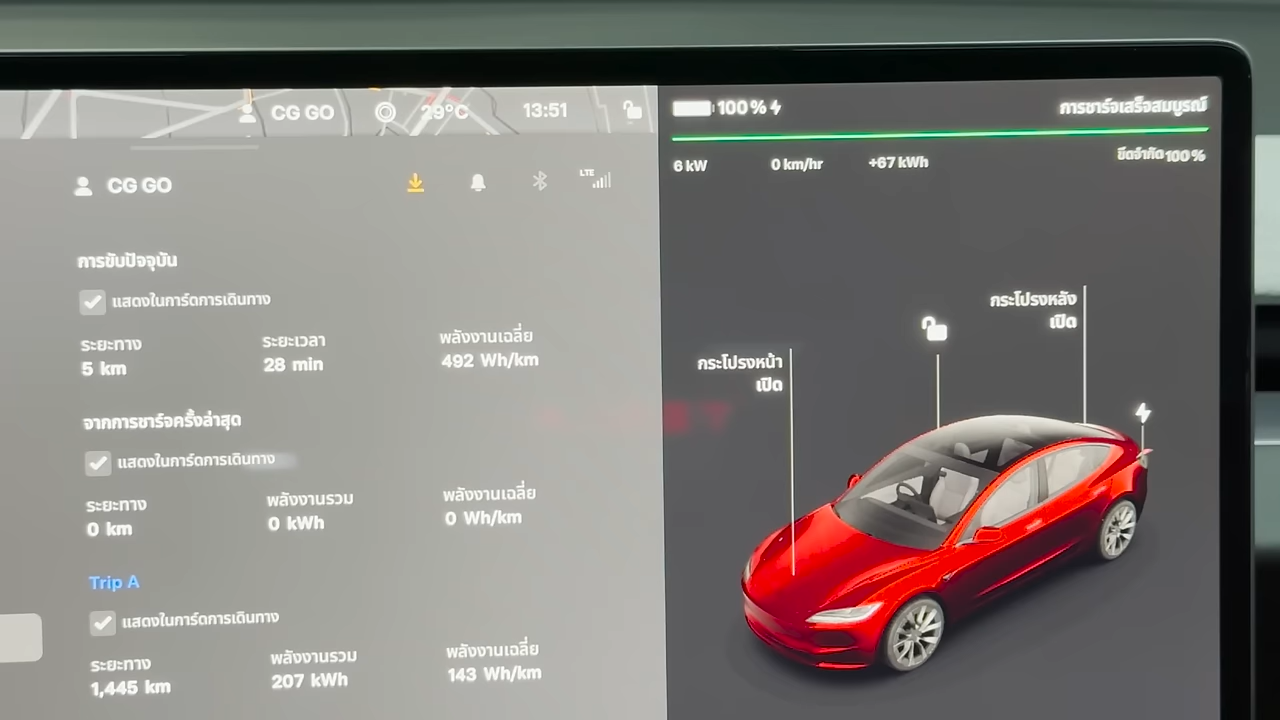 CG GO
29°C
13:51
CG GO
LTE
การขับปัจจุบัน
แสดงในการ์ดการเดินทาง
ระยะทาง ระยะเวลา พลังงานเฉลี่ย
5 km 28 min 492 Wh/km
จากการชาร์จครั้งล่าสุด
แสดงในการ์ดการเดินทาง
ระยะทาง พลังงานรวม พลังงานเฉลี่ย
0 km 0 kWh 0 Wh/km
Trip A
แสดงในการ์ดการเดินทาง
ระยะทาง พลังงานรวม พลังงานเฉลี่ย
1,445 km 207 kWh 143 Wh/km
100 % การชาร์จเสร็จสมบูรณ์
6 kW 0 km/hr +67 kWh ขีดจำกัด 100 %
กระโปรงหลัง
เปิด
กระโปรงหน้า
เปิด